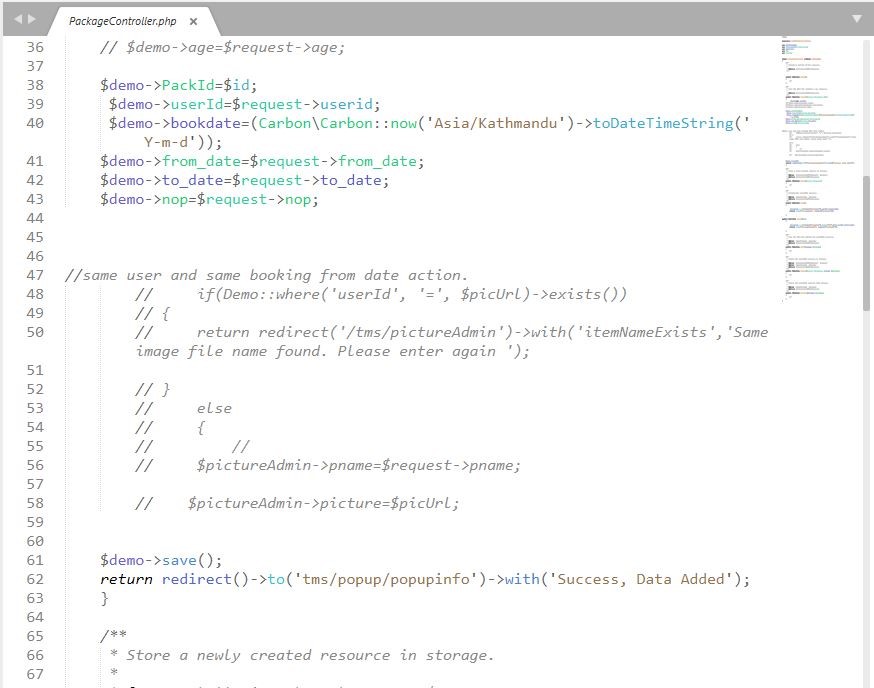 PackageController.php ×
36 // $demo->age=$request->age;
37
38 $demo->PackId=$id;
39 $demo->userId=$request->userid;
40 $demo->bookdate=(Carbon\Carbon::now('Asia/Kathmandu')->toDateTimeString('
Y-m-d'));
41 $demo->from_date=$request->from_date;
42 $demo->to_date=$request->to_date;
43 $demo->nop=$request->nop;
44
45
46
47 //same user and same booking from date action.
48 // if(Demo::where('userId', '=', $picUrl)->exists())
49 // {
50 // return redirect('/tms/pictureAdmin')->with('itemNameExists','Same
image file name found. Please enter again ');
51
52 // }
53 // else
54 // {
55 // //
56 // $pictureAdmin->pname=$request->pname;
57
58 // $pictureAdmin->picture=$picUrl;
59
60
61 $demo->save();
62 return redirect()->to('tms/popup/popupinfo')->with('Success, Data Added');
63 }
64
65 /**
66 * Store a newly created resource in storage.
67 *